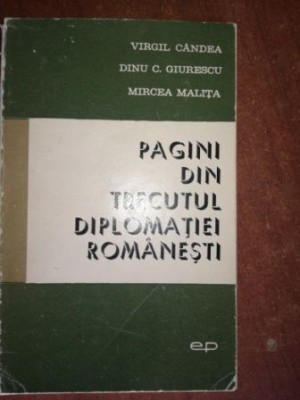 VIRGIL CÂNDEA
DINU C. GIURESCU
MIRCEA MALIȚA
PAGINI
DIN
TRECUTUL
DIPLOMAȚIEI
ROMÂNEȘTI
ep